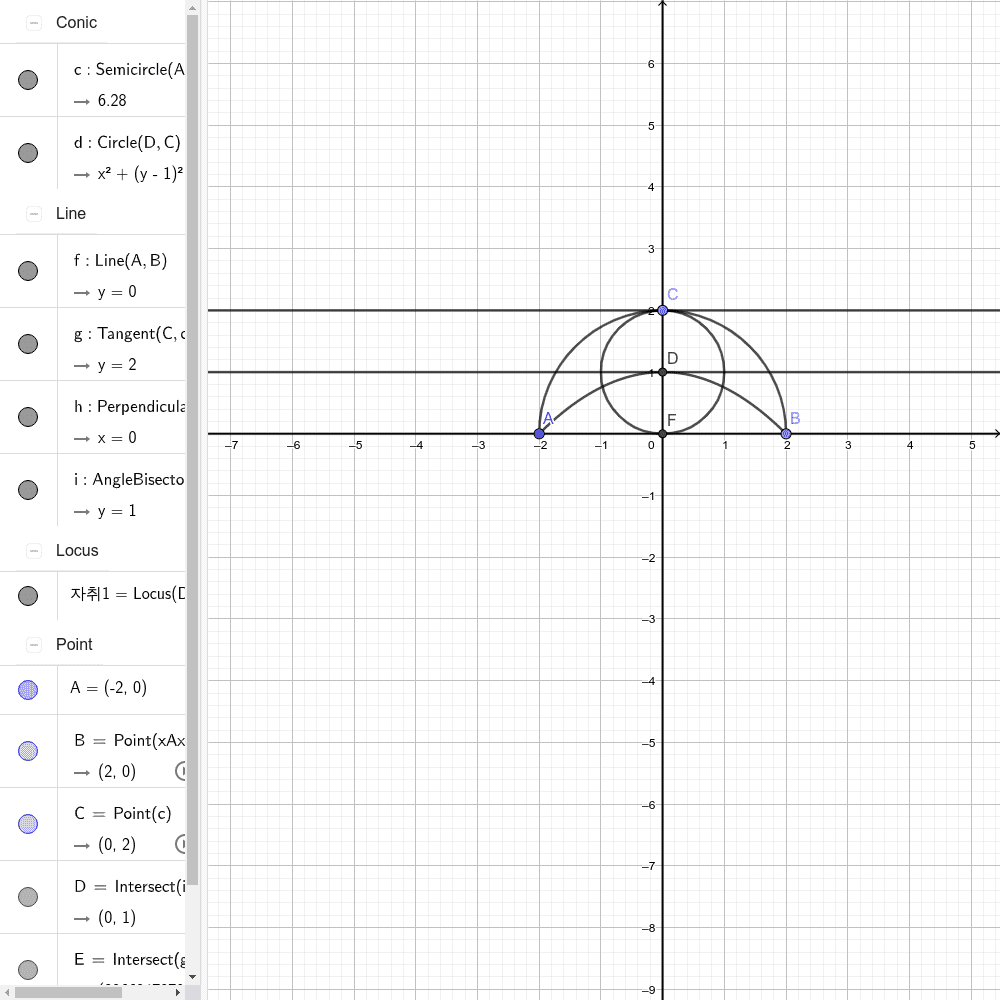 Conic
c : Semicircle(A
→ 6.28
d : Circle(D, C)
→ x² + (y - 1)²
Line
f : Line(A, B)
→ y = 0
g : Tangent(C, c
→ y = 2
h : Perpendicula
→ x = 0
i : AngleBisecto
→ y = 1
Locus
자취1 = Locus(D
Point
A = (-2, 0)
B = Point(xAx
→ (2, 0)
C = Point(c)
→ (0, 2)
D = Intersect(i
→ (0, 1)
E = Intersect(g
6
5
4
3
C
2
D
1
A
F
B
–7 –6 –5 –4 –3 –2 –1 0 1 2 3 4 5
–1
–2
–3
–4
–5
–6
–7
–8
–9